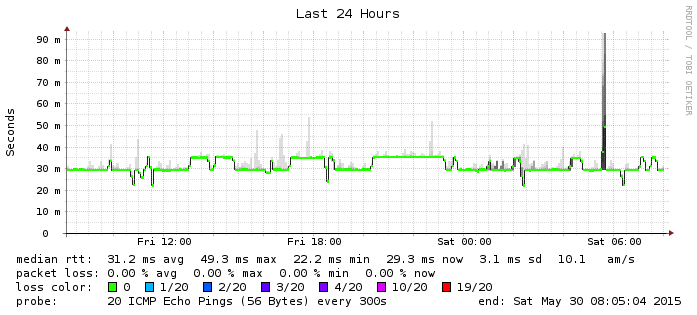 Last 24 Hours
RRDTOOL / TOBI OETIKER
Seconds
90 m
80 m
70 m
60 m
50 m
40 m
30 m
20 m
10 m
0
Fri 12:00 Fri 18:00 Sat 00:00 Sat 06:00
median rtt: 31.2 ms avg 49.3 ms max 22.2 ms min 29.3 ms now 3.1 ms sd 10.1 am/s
packet loss: 0.00 % avg 0.00 % max 0.00 % min 0.00 % now
loss color: 0 1/20 2/20 3/20 4/20 10/20 19/20
probe: 20 ICMP Echo Pings (56 Bytes) every 300s end: Sat May 30 08:05:04 2015